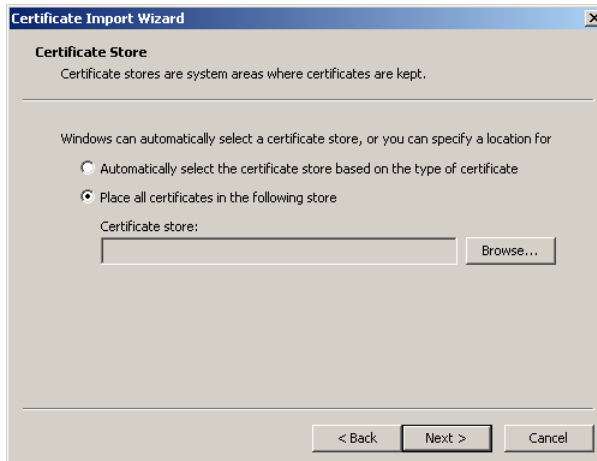 Certificate Import Wizard
Certificate Store
Certificate stores are system areas where certificates are kept.
Windows can automatically select a certificate store, or you can specify a location for
Automatically select the certificate store based on the type of certificate
Place all certificates in the following store
Certificate store:
Browse...
< Back Next > Cancel